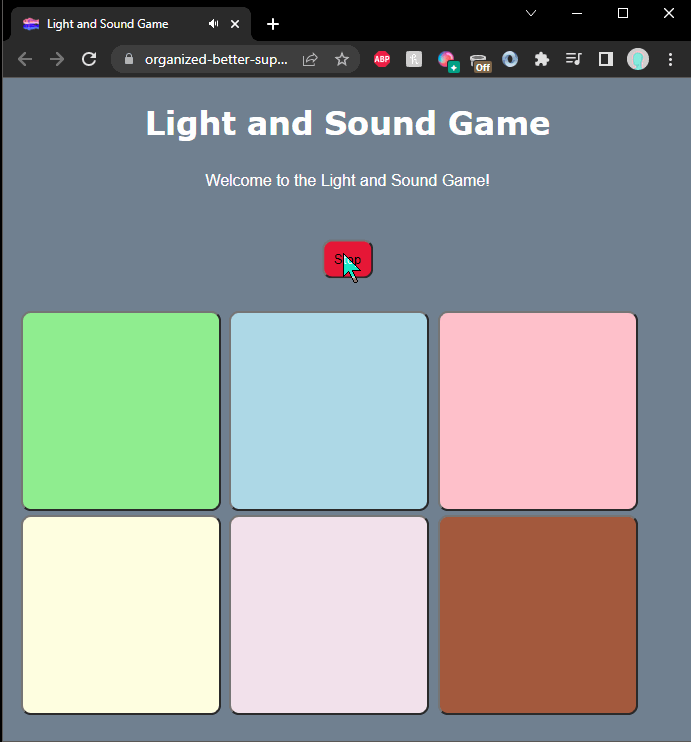 Light and Sound Game
organized-better-sup...
ABP
Off
Light and Sound Game
Welcome to the Light and Sound Game!
Stop